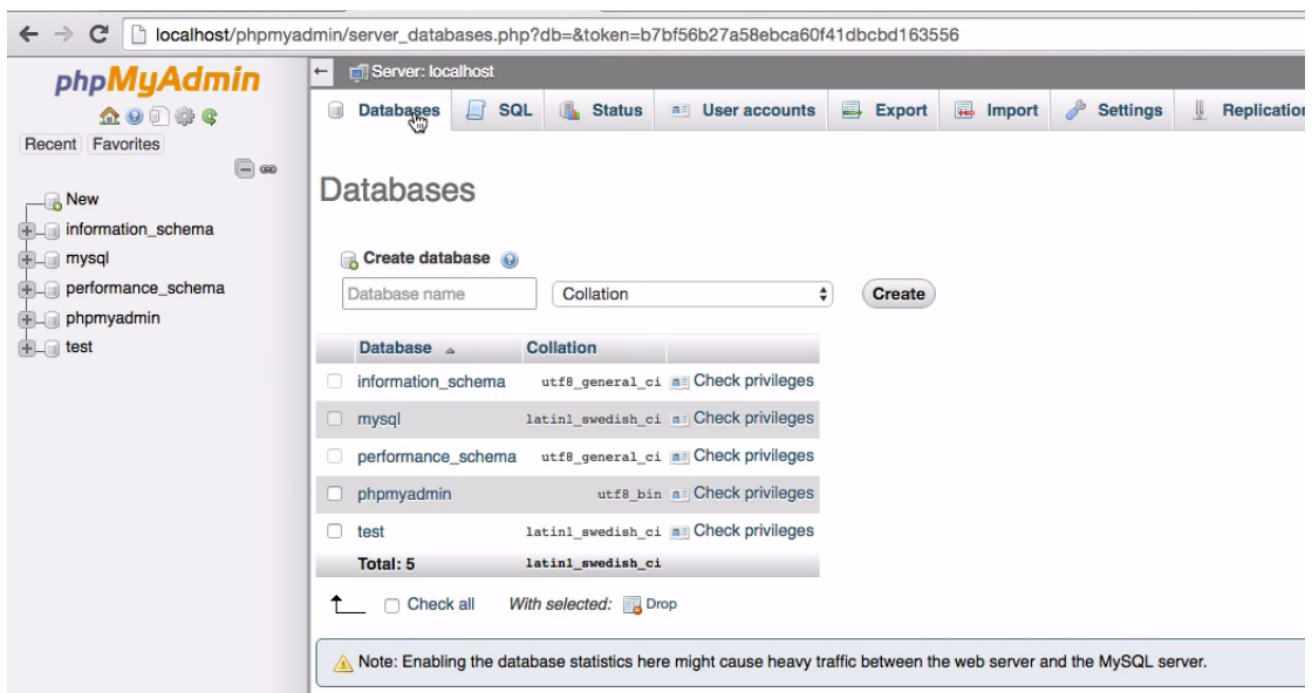 localhost/phpmyadmin/server_databases.php?db=&token=b7bf56b27a58ebca60f41dbcbd163556
phpMyAdmin
Recent Favorites
New
information_schema
mysql
performance_schema
phpmyadmin
test
Server: localhost
Databases SQL Status User accounts Export Import Settings Replication
Databases
Create database
Database name Collation Create
Database Collation
information_schema utf8_general_ci Check privileges
mysql latin1_swedish_ci Check privileges
performance_schema utf8_general_ci Check privileges
phpmyadmin utf8_bin Check privileges
test latin1_swedish_ci Check privileges
Total: 5 latin1_swedish_ci
Check all With selected: Drop
Note: Enabling the database statistics here might cause heavy traffic between the web server and the MySQL server.